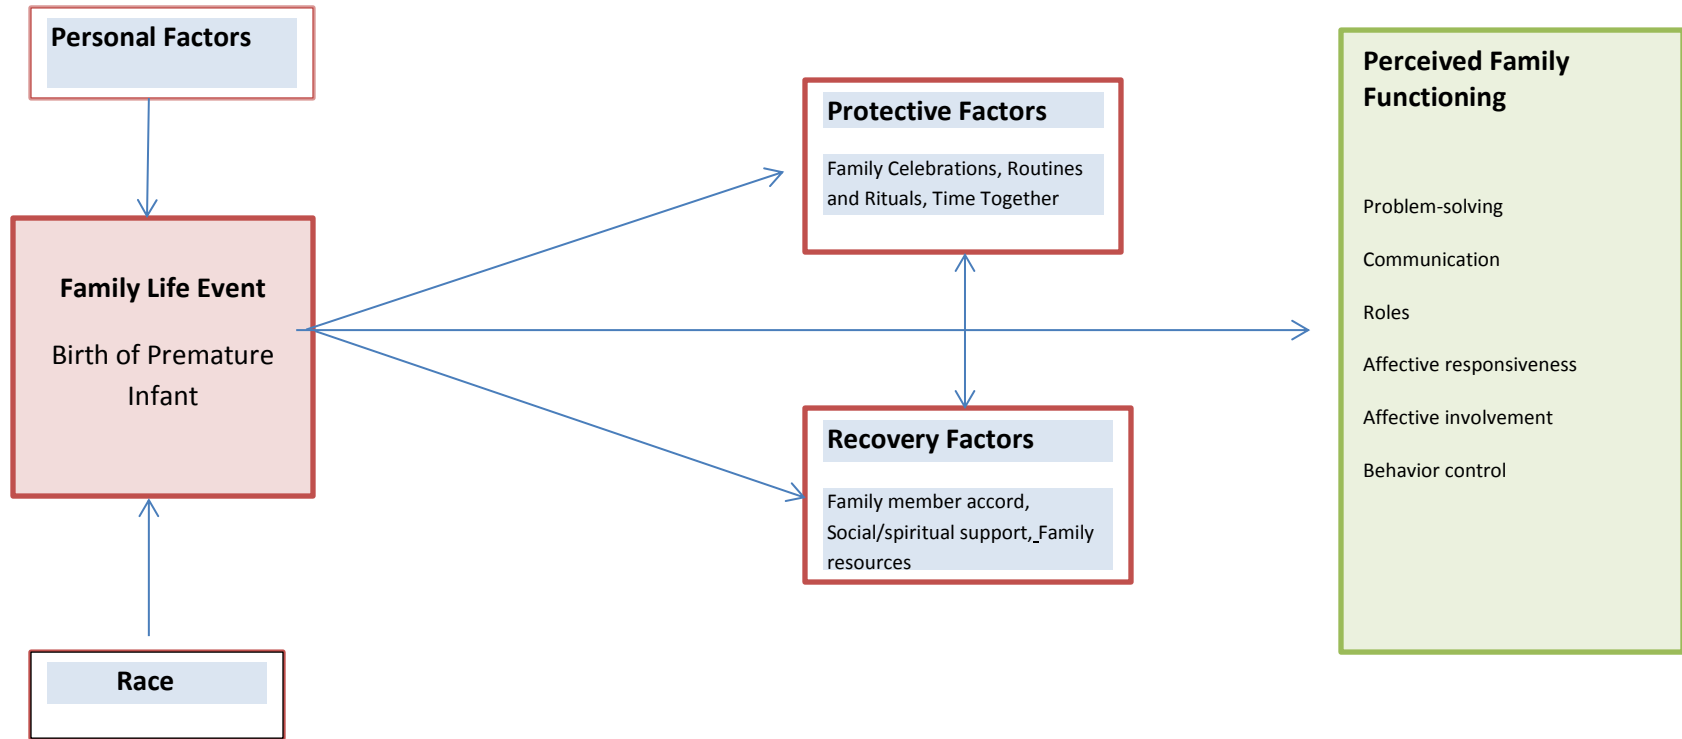 Personal Factors
Family Life Event
Birth of Premature
Infant
Race
Protective Factors
Family Celebrations, Routines
and Rituals, Time Together
Recovery Factors
Family member accord,
Social/spiritual support, Family
resources
Perceived Family
Functioning
Problem-solving
Communication
Roles
Affective responsiveness
Affective involvement
Behavior control